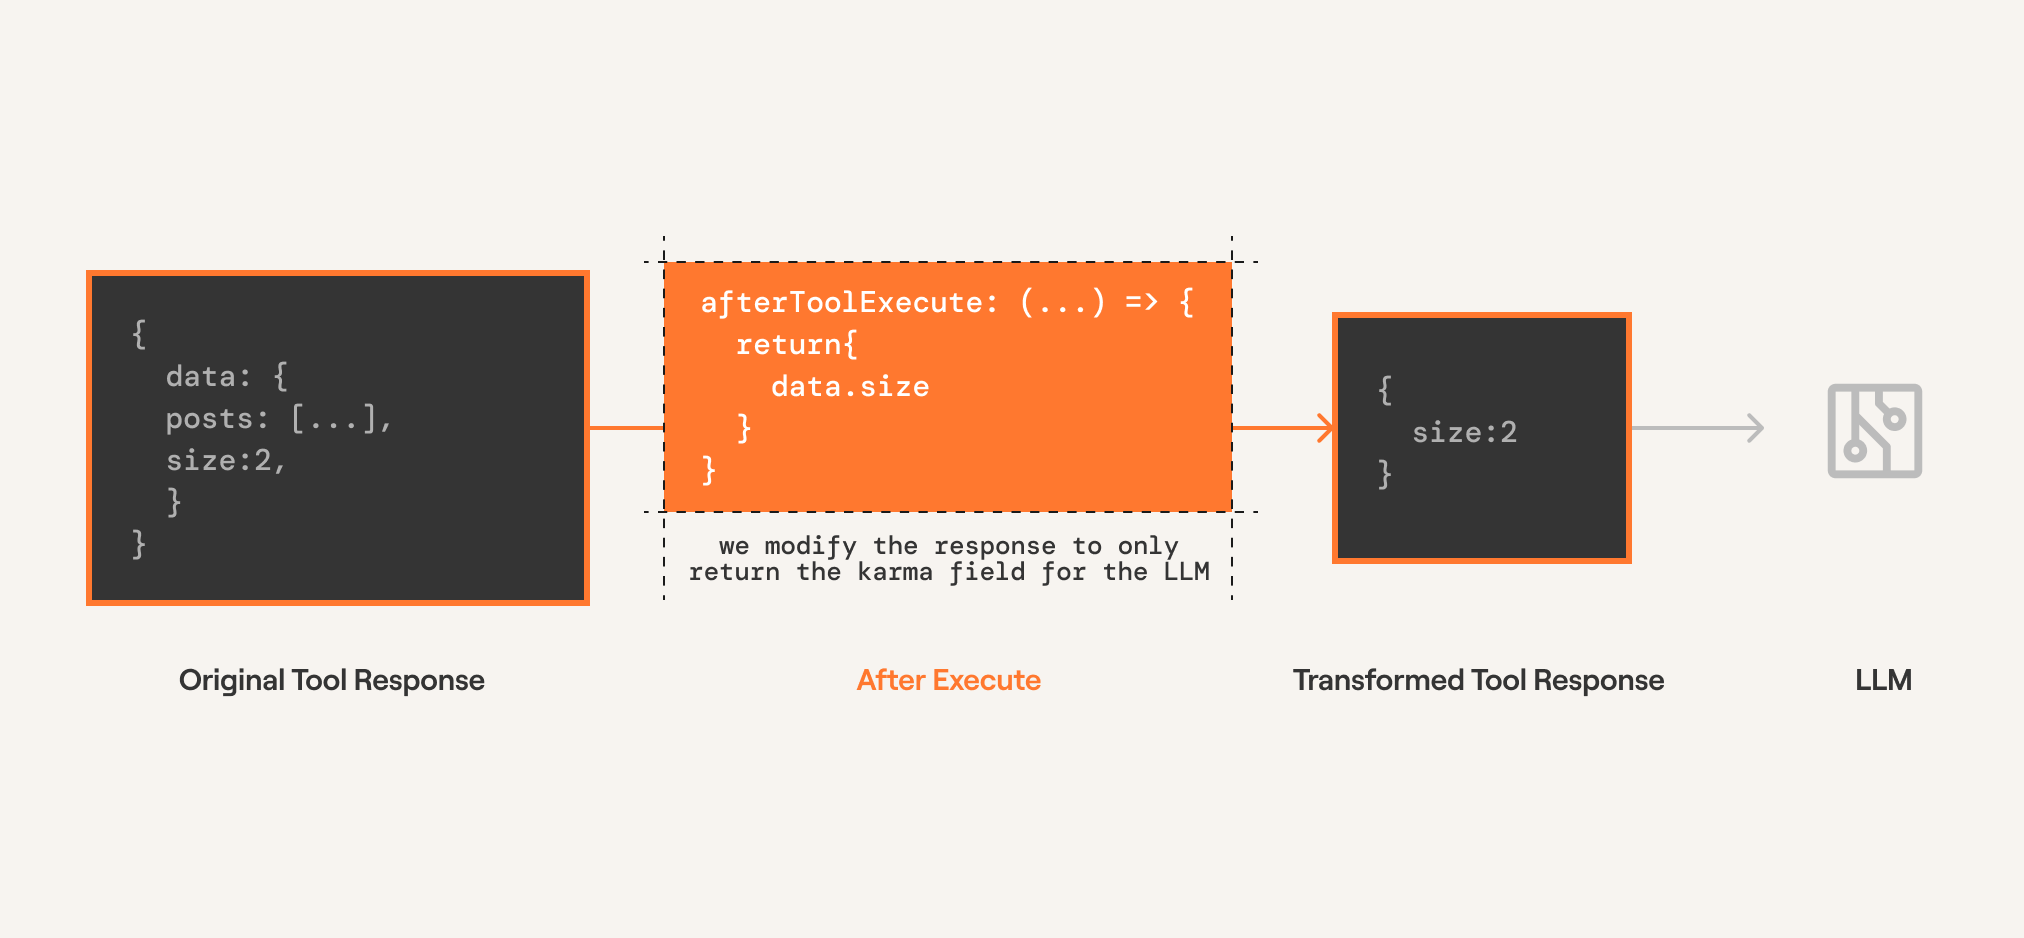 {
  data: {
  posts: [...],
  size:2,
  }
}
afterToolExecute: (...) => {
  return{
    data.size
  }
}
we modify the response to only
return the karma field for the LLM
{
  size:2
}
Original Tool Response
After Execute
Transformed Tool Response
LLM